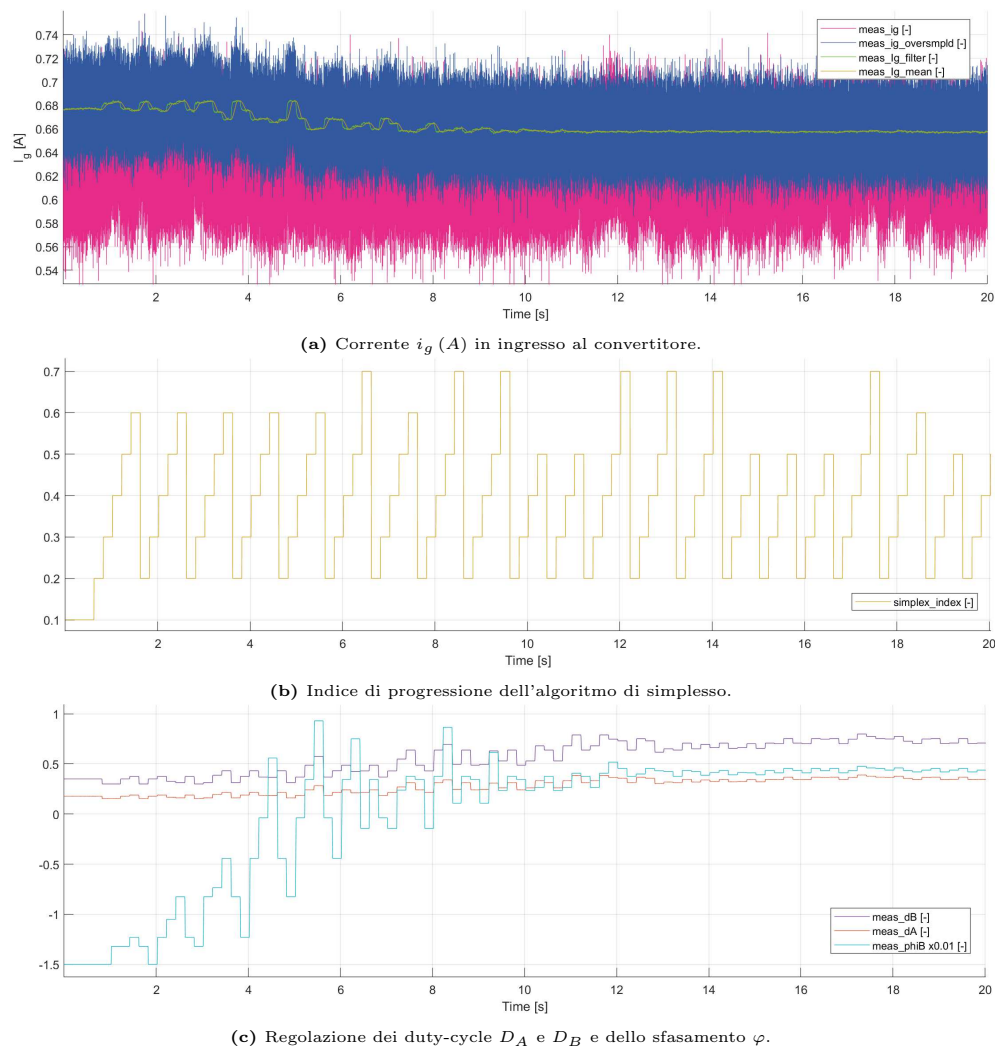 0.74
0.72
0.7
0.68
0.66
0.64
0.62
0.6
0.58
0.56
0.54
I_g [A]
meas_ig [-]
meas_ig_oversmpld [-]
meas_Ig_filter [-]
meas_Ig_mean [-]
2 4 6 8 10 12 14 16 18 20
Time [s]
(a) Corrente i_g (A) in ingresso al convertitore.
0.7
0.6
0.5
0.4
0.3
0.2
0.1
simplex_index [-]
2 4 6 8 10 12 14 16 18 20
Time [s]
(b) Indice di progressione dell'algoritmo di simplesso.
1
0.5
0
-0.5
-1
-1.5
meas_dB [-]
meas_dA [-]
meas_phiB x0.01 [-]
2 4 6 8 10 12 14 16 18 20
Time [s]
(c) Regolazione dei duty-cycle D_A e D_B e dello sfasamento φ.